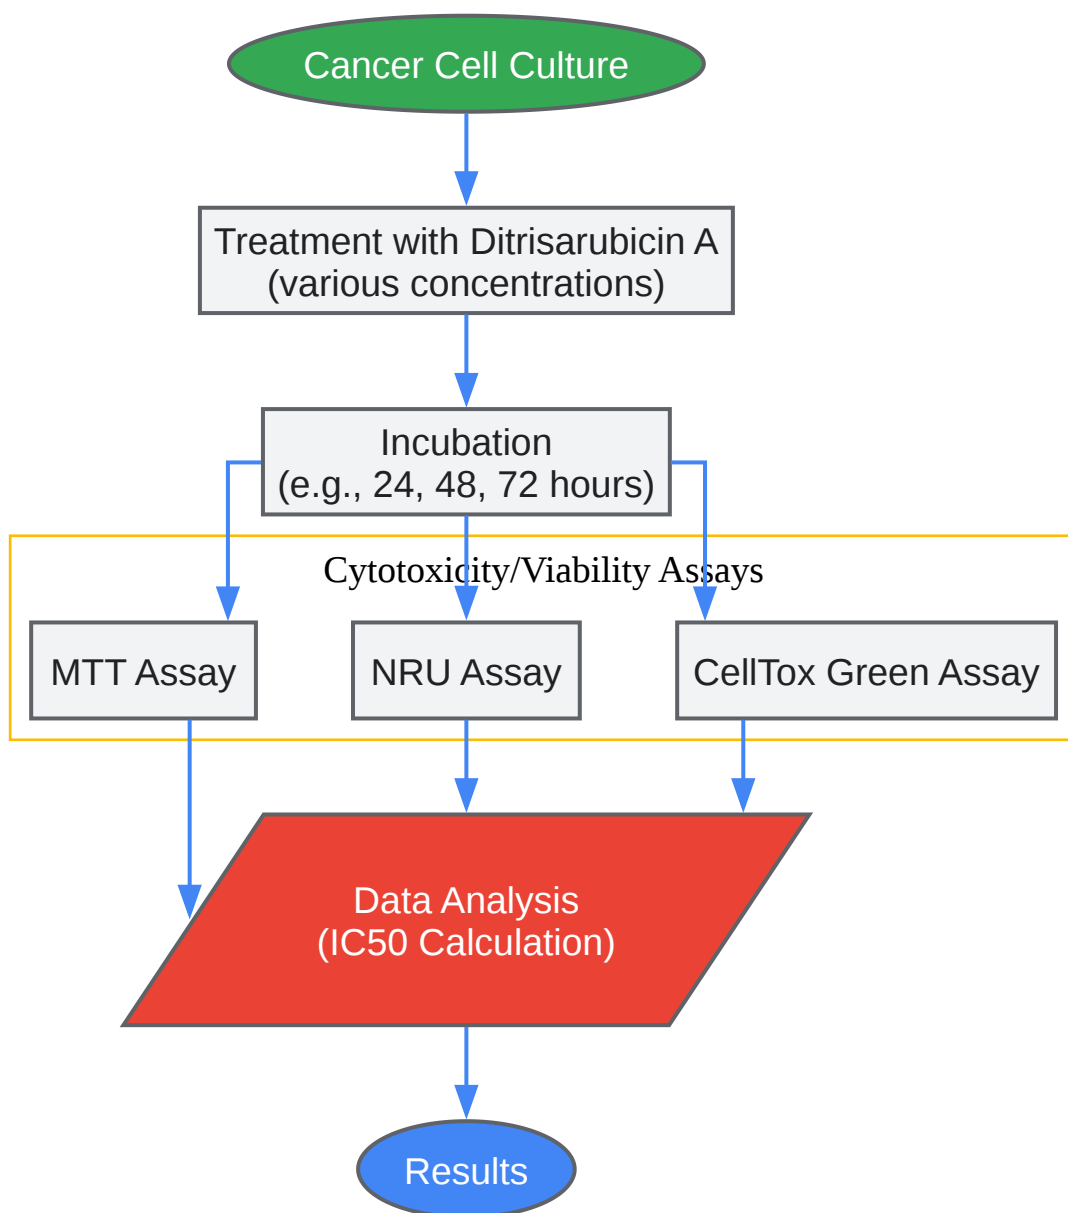 Cancer Cell Culture
Treatment with Ditrisarubicin A
(various concentrations)
Incubation
(e.g., 24, 48, 72 hours)
Cytotoxicity/Viability Assays
MTT Assay
NRU Assay
CellTox Green Assay
Data Analysis
(IC50 Calculation)
Results